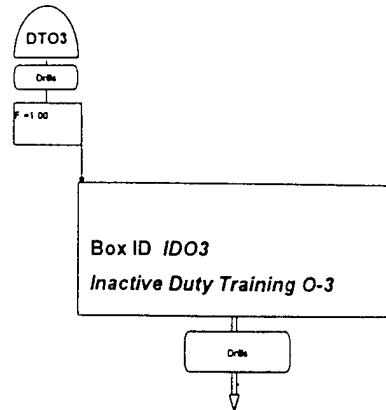 DTO3
Drills
F =1 00
Box ID IDO3
Inactive Duty Training O-3
Drills